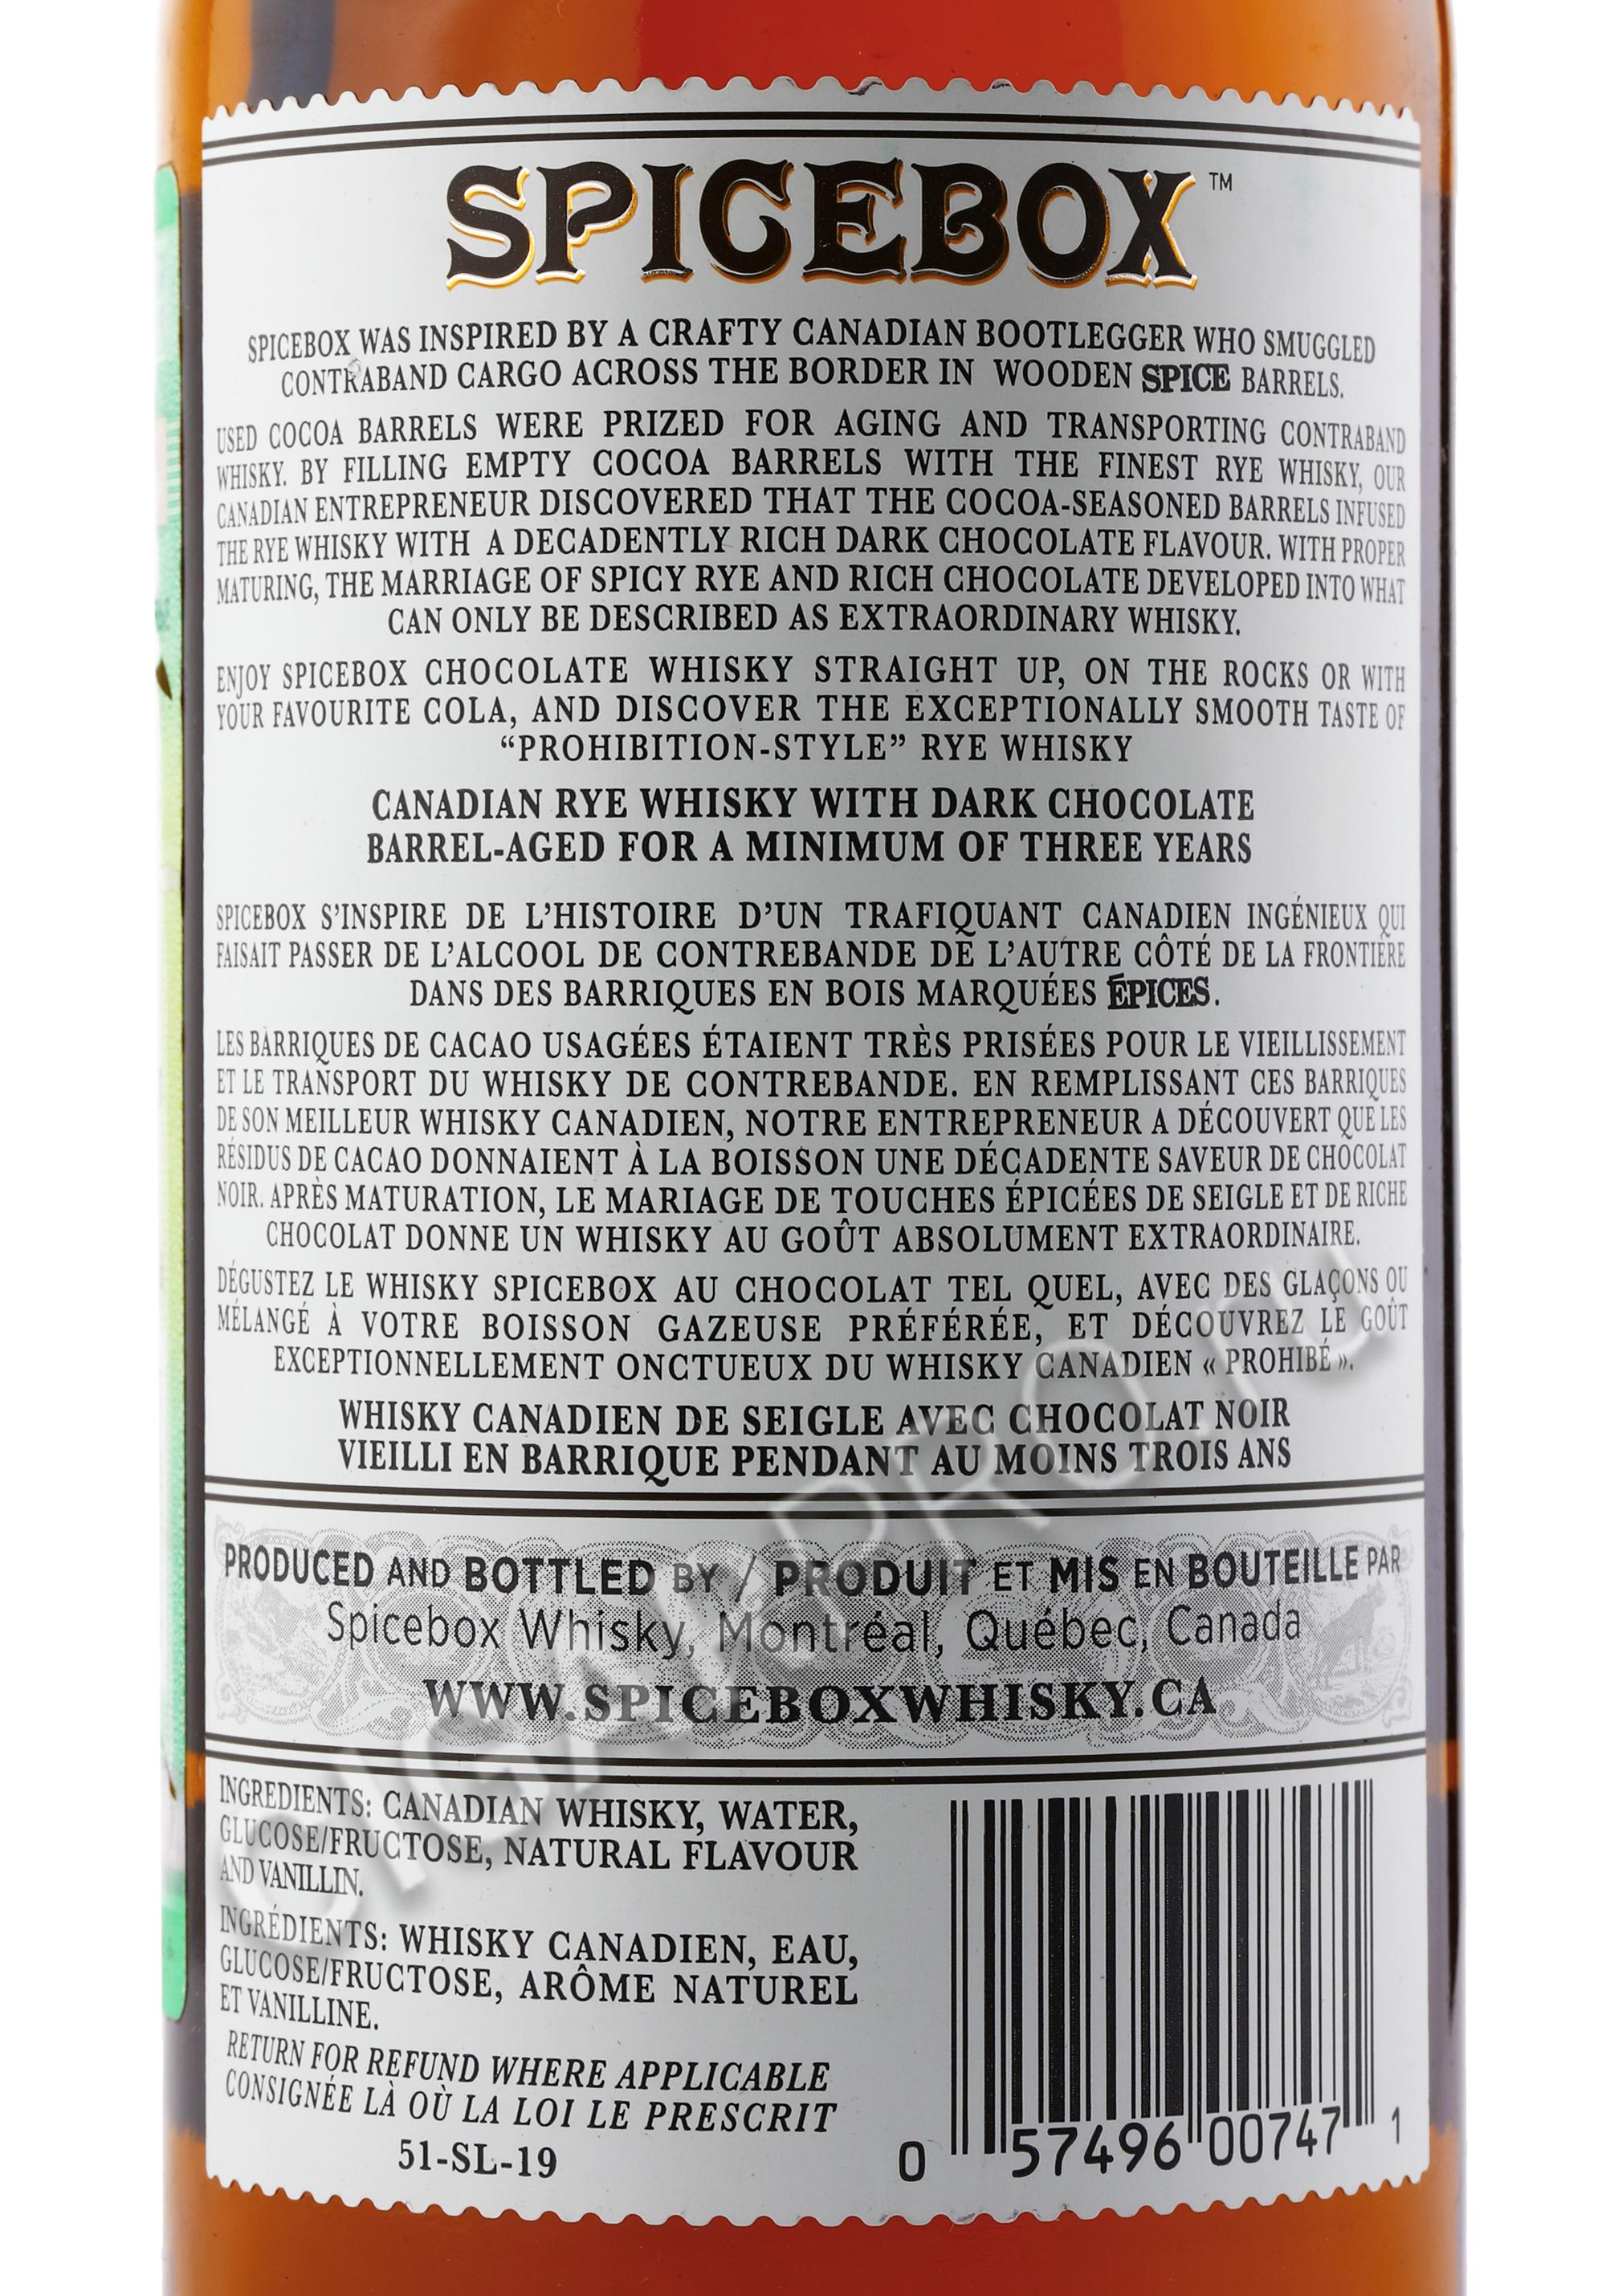 SPICEBOX™
SPICEBOX WAS INSPIRED BY A CRAFTY CANADIAN BOOTLEGGER WHO SMUGGLED
CONTRABAND CARGO ACROSS THE BORDER IN WOODEN SPICE BARRELS.
USED COCOA BARRELS WERE PRIZED FOR AGING AND TRANSPORTING CONTRABAND
WHISKY. BY FILLING EMPTY COCOA BARRELS WITH THE FINEST RYE WHISKY, OUR
CANADIAN ENTREPRENEUR DISCOVERED THAT THE COCOA-SEASONED BARRELS INFUSED
THE RYE WHISKY WITH A DECADENTLY RICH DARK CHOCOLATE FLAVOUR. WITH PROPER
MATURING, THE MARRIAGE OF SPICY RYE AND RICH CHOCOLATE DEVELOPED INTO WHAT
CAN ONLY BE DESCRIBED AS EXTRAORDINARY WHISKY.
ENJOY SPICEBOX CHOCOLATE WHISKY STRAIGHT UP, ON THE ROCKS OR WITH
YOUR FAVOURITE COLA, AND DISCOVER THE EXCEPTIONALLY SMOOTH TASTE OF
“PROHIBITION-STYLE” RYE WHISKY
CANADIAN RYE WHISKY WITH DARK CHOCOLATE
BARREL-AGED FOR A MINIMUM OF THREE YEARS
SPICEBOX S’INSPIRE DE L’HISTOIRE D’UN TRAFIQUANT CANADIEN INGÉNIEUX QUI
FAISAIT PASSER DE L’ALCOOL DE CONTREBANDE DE L’AUTRE CÔTÉ DE LA FRONTIÈRE
DANS DES BARRIQUES EN BOIS MARQUÉES ÉPICES.
LES BARRIQUES DE CACAO USAGÉES ÉTAIENT TRÈS PRISÉES POUR LE VIEILLISSEMENT
ET LE TRANSPORT DU WHISKY DE CONTREBANDE. EN REMPLISSANT CES BARRIQUES
DE SON MEILLEUR WHISKY CANADIEN, NOTRE ENTREPRENEUR A DÉCOUVERT QUE LES
RÉSIDUS DE CACAO DONNAIENT À LA BOISSON UNE DÉCADENTE SAVEUR DE CHOCOLAT
NOIR. APRÈS MATURATION, LE MARIAGE DE TOUCHES ÉPICÉES DE SEIGLE ET DE RICHE
CHOCOLAT DONNE UN WHISKY AU GOÛT ABSOLUMENT EXTRAORDINAIRE.
DÉGUSTEZ LE WHISKY SPICEBOX AU CHOCOLAT TEL QUEL, AVEC DES GLAÇONS OU
MÉLANGÉ À VOTRE BOISSON GAZEUSE PRÉFÉRÉE, ET DÉCOUVREZ LE GOÛT
EXCEPTIONNELLEMENT ONCTUEUX DU WHISKY CANADIEN « PROHIBÉ ».
WHISKY CANADIEN DE SEIGLE AVEC CHOCOLAT NOIR
VIEILLI EN BARRIQUE PENDANT AU MOINS TROIS ANS
PRODUCED AND BOTTLED BY / PRODUIT ET MIS EN BOUTEILLE PAR
Spicebox Whisky, Montréal, Québec, Canada
WWW.SPICEBOXWHISKY.CA
INGREDIENTS: CANADIAN WHISKY, WATER,
GLUCOSE/FRUCTOSE, NATURAL FLAVOUR
AND VANILLIN.
INGRÉDIENTS: WHISKY CANADIEN, EAU,
GLUCOSE/FRUCTOSE, ARÔME NATUREL
ET VANILLINE.
RETURN FOR REFUND WHERE APPLICABLE
CONSIGNÉE LÀ OÙ LA LOI LE PRESCRIT
51-SL-19
0 57496 00747 1
CIGARPRO.ru